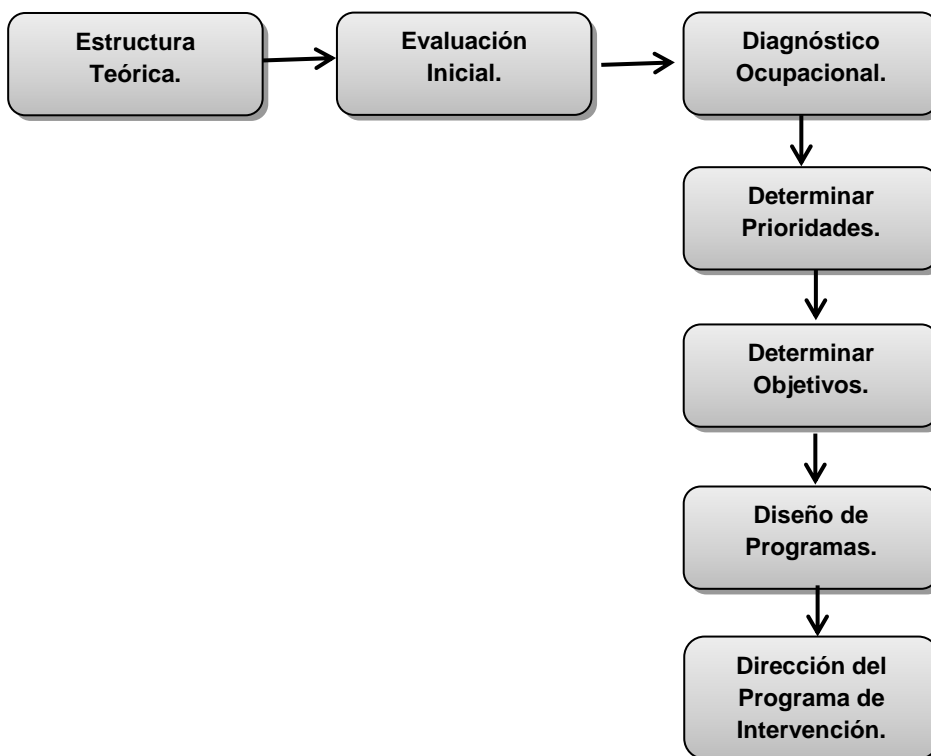 Estructura
Teórica.
Evaluación
Inicial.
Diagnóstico
Ocupacional.
Determinar
Prioridades.
Determinar
Objetivos.
Diseño de
Programas.
Dirección del
Programa de
Intervención.